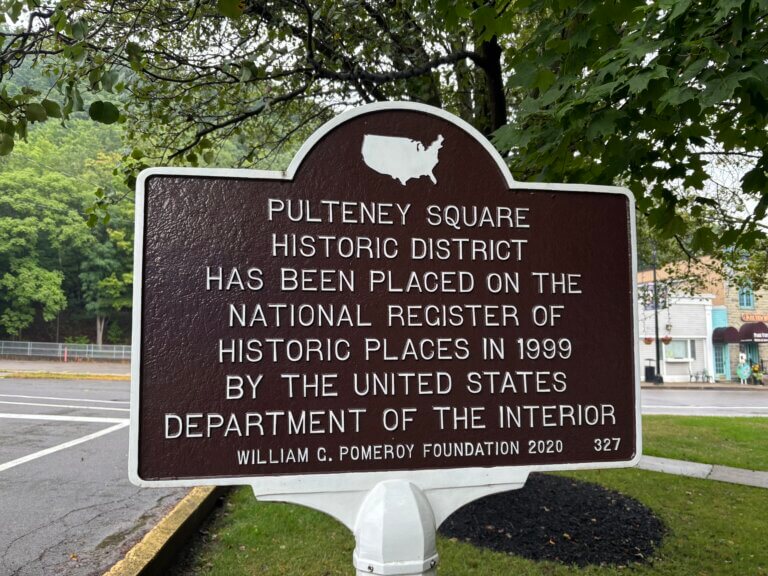 PULTENEY SQUARE
HISTORIC DISTRICT
HAS BEEN PLACED ON THE
NATIONAL REGISTER OF
HISTORIC PLACES IN 1999
BY THE UNITED STATES
DEPARTMENT OF THE INTERIOR
WILLIAM G. POMEROY FOUNDATION 2020 327